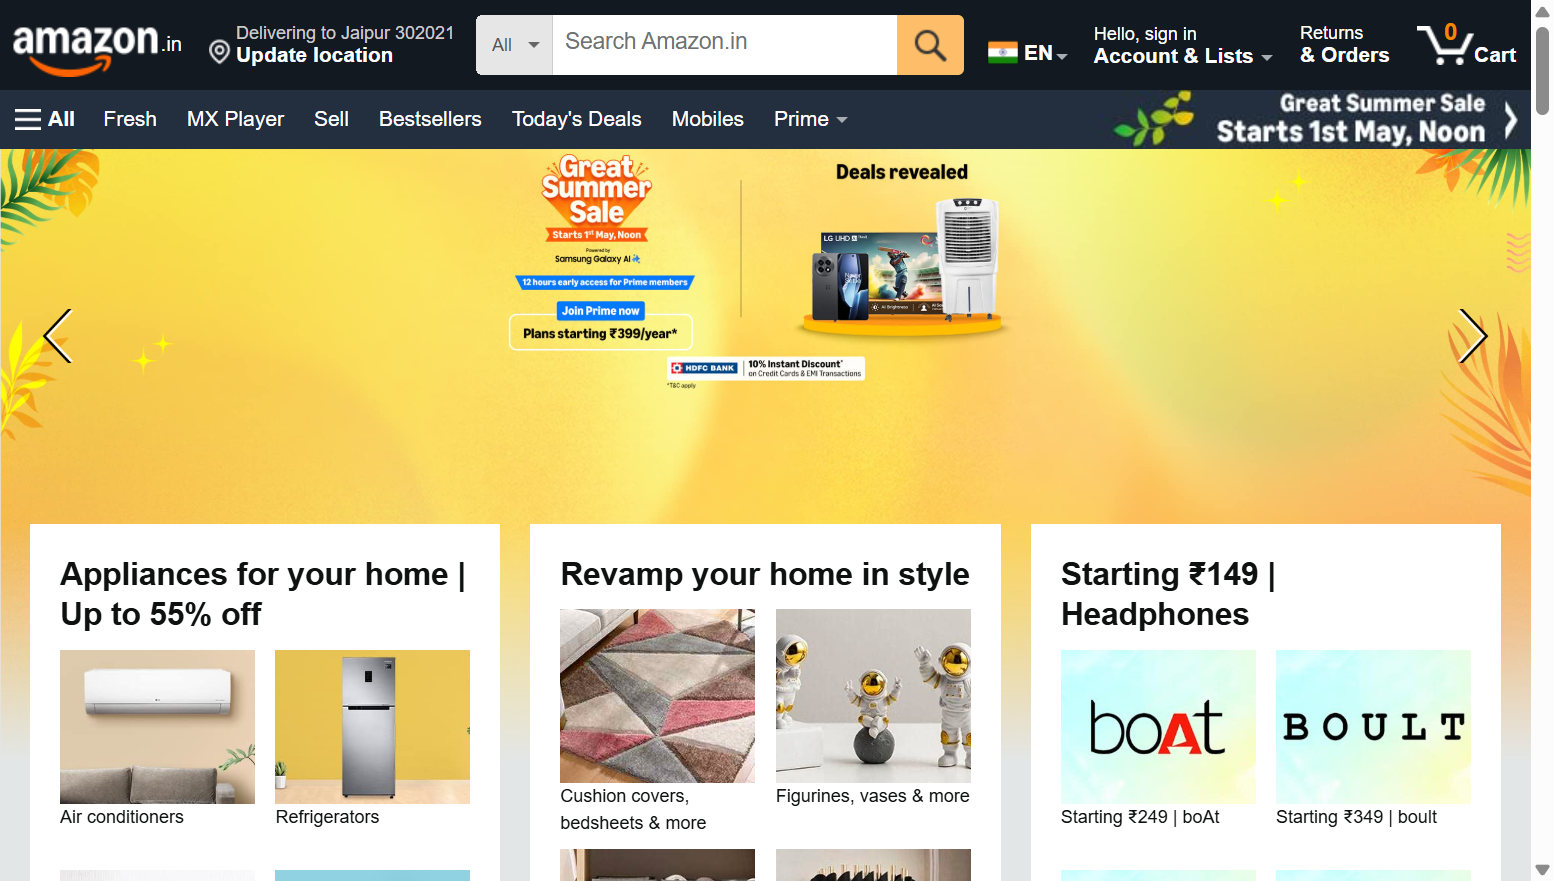 amazon.in
Delivering to Jaipur 302021
Update location
All
Search Amazon.in
EN
Hello, sign in
Account & Lists
Returns
& Orders
0
Cart
All
Fresh
MX Player
Sell
Bestsellers
Today's Deals
Mobiles
Prime
Great Summer Sale
Starts 1st May, Noon
Great
Summer
Sale
Starts 1st May, Noon
Powered by
Samsung Galaxy AI
12 hours early access for Prime members
Join Prime now
Plans starting ₹399/year*
Deals revealed
LG UHD AI
AI Brightness
HDFC BANK
10% Instant Discount*
on Credit Cards & EMI Transactions
*T&C apply
Appliances for your home |
Up to 55% off
Air conditioners
Refrigerators
Revamp your home in style
Cushion covers,
bedsheets & more
Figurines, vases & more
Starting ₹149 |
Headphones
boAt
BOULT
Starting ₹249 | boAt
Starting ₹349 | boult